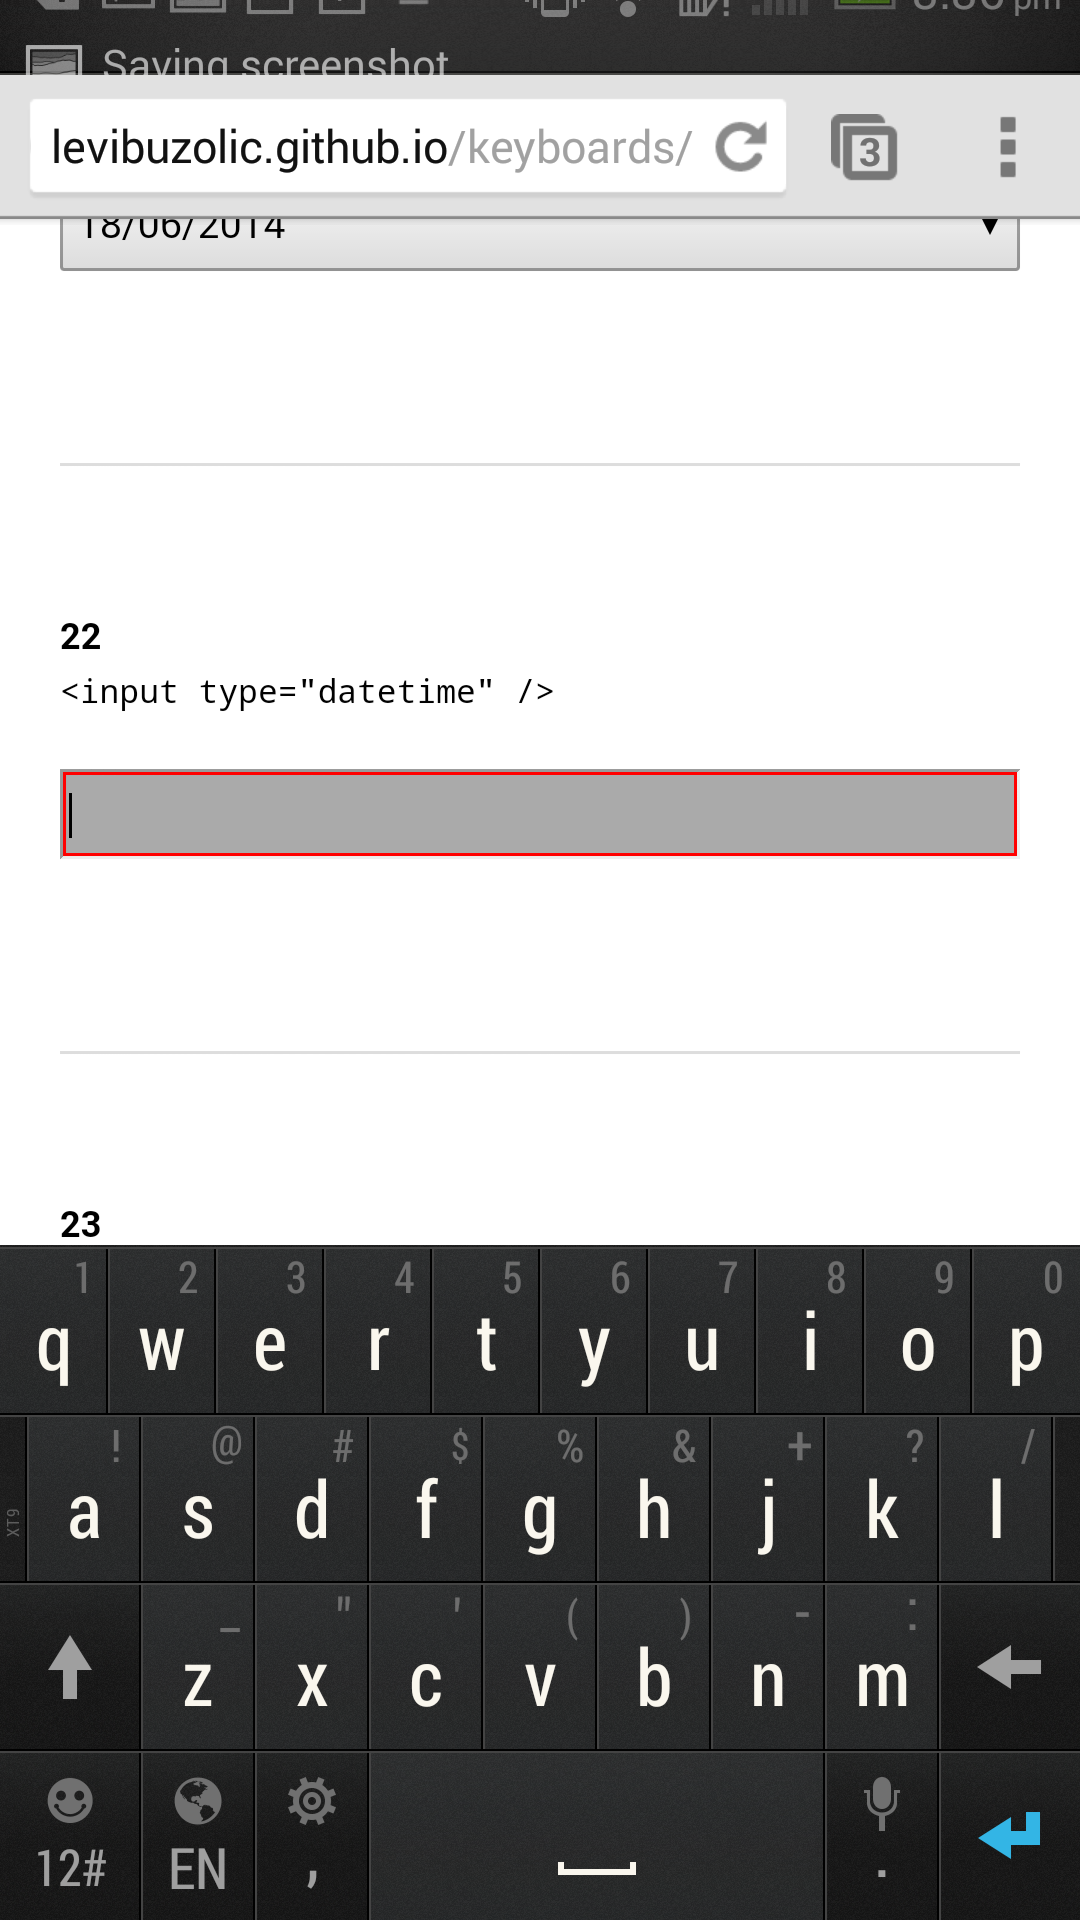 pm
Saving screenshot
levibuzolic.github.io/keyboards/
3
18/06/2014
22
<input type="datetime" />
23
1 2 3 4 5 6 7 8 9 0
q w e r t y u i o p
! @ # $ % & + ? /
XT9 a s d f g h j k l
_ " ' ( ) - :
z x c v b n m
12# EN , .